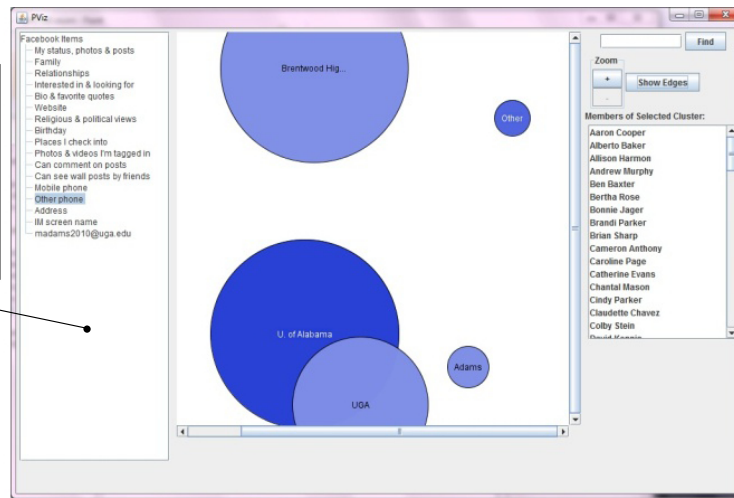 PViz
Facebook Items
My status, photos & posts
Family
Relationships
Interested in & looking for
Bio & favorite quotes
Website
Religious & political views
Birthday
Places I check into
Photos & videos I'm tagged in
Can comment on posts
Can see wall posts by friends
Mobile phone
Other phone
Address
IM screen name
madams2010@uga.edu
Brentwood Hig...
Other
U. of Alabama
UGA
Adams
Find
Zoom
+
-
Show Edges
Members of Selected Cluster:
Aaron Cooper
Alberto Baker
Allison Harmon
Andrew Murphy
Ben Baxter
Bertha Rose
Bonnie Jager
Brandi Parker
Brian Sharp
Cameron Anthony
Caroline Page
Catherine Evans
Chantal Mason
Cindy Parker
Claudette Chavez
Colby Stein